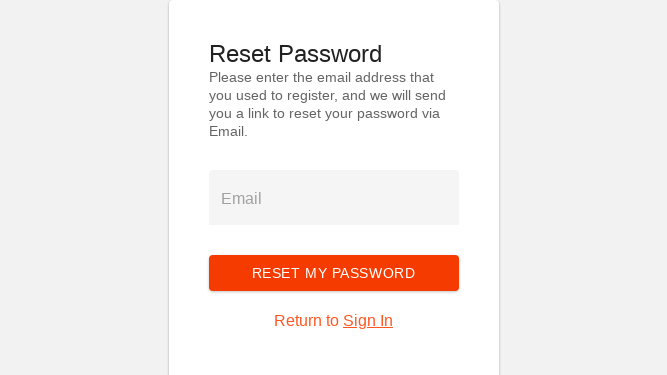 Reset Password
Please enter the email address that
you used to register, and we will send
you a link to reset your password via
Email.
Email
RESET MY PASSWORD
Return to Sign In